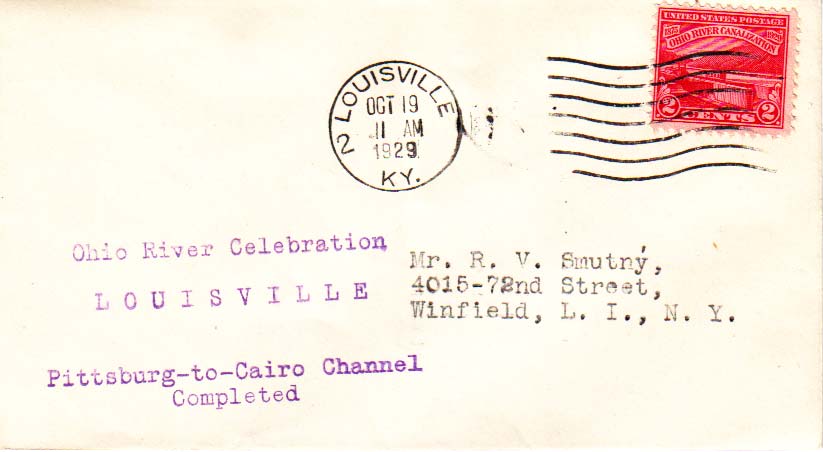 UNITED STATES POSTAGE
1875 OHIO RIVER CANALIZATION 1929
2 CENTS 2
LOUISVILLE
OCT 19
11 AM
1929
2
KY.
Ohio River Celebration
LOUISVILLE
Pittsburg-to-Cairo Channel
Completed
Mr. R. V. Smutný,
4015-72nd Street,
Winfield, L. I., N. Y.